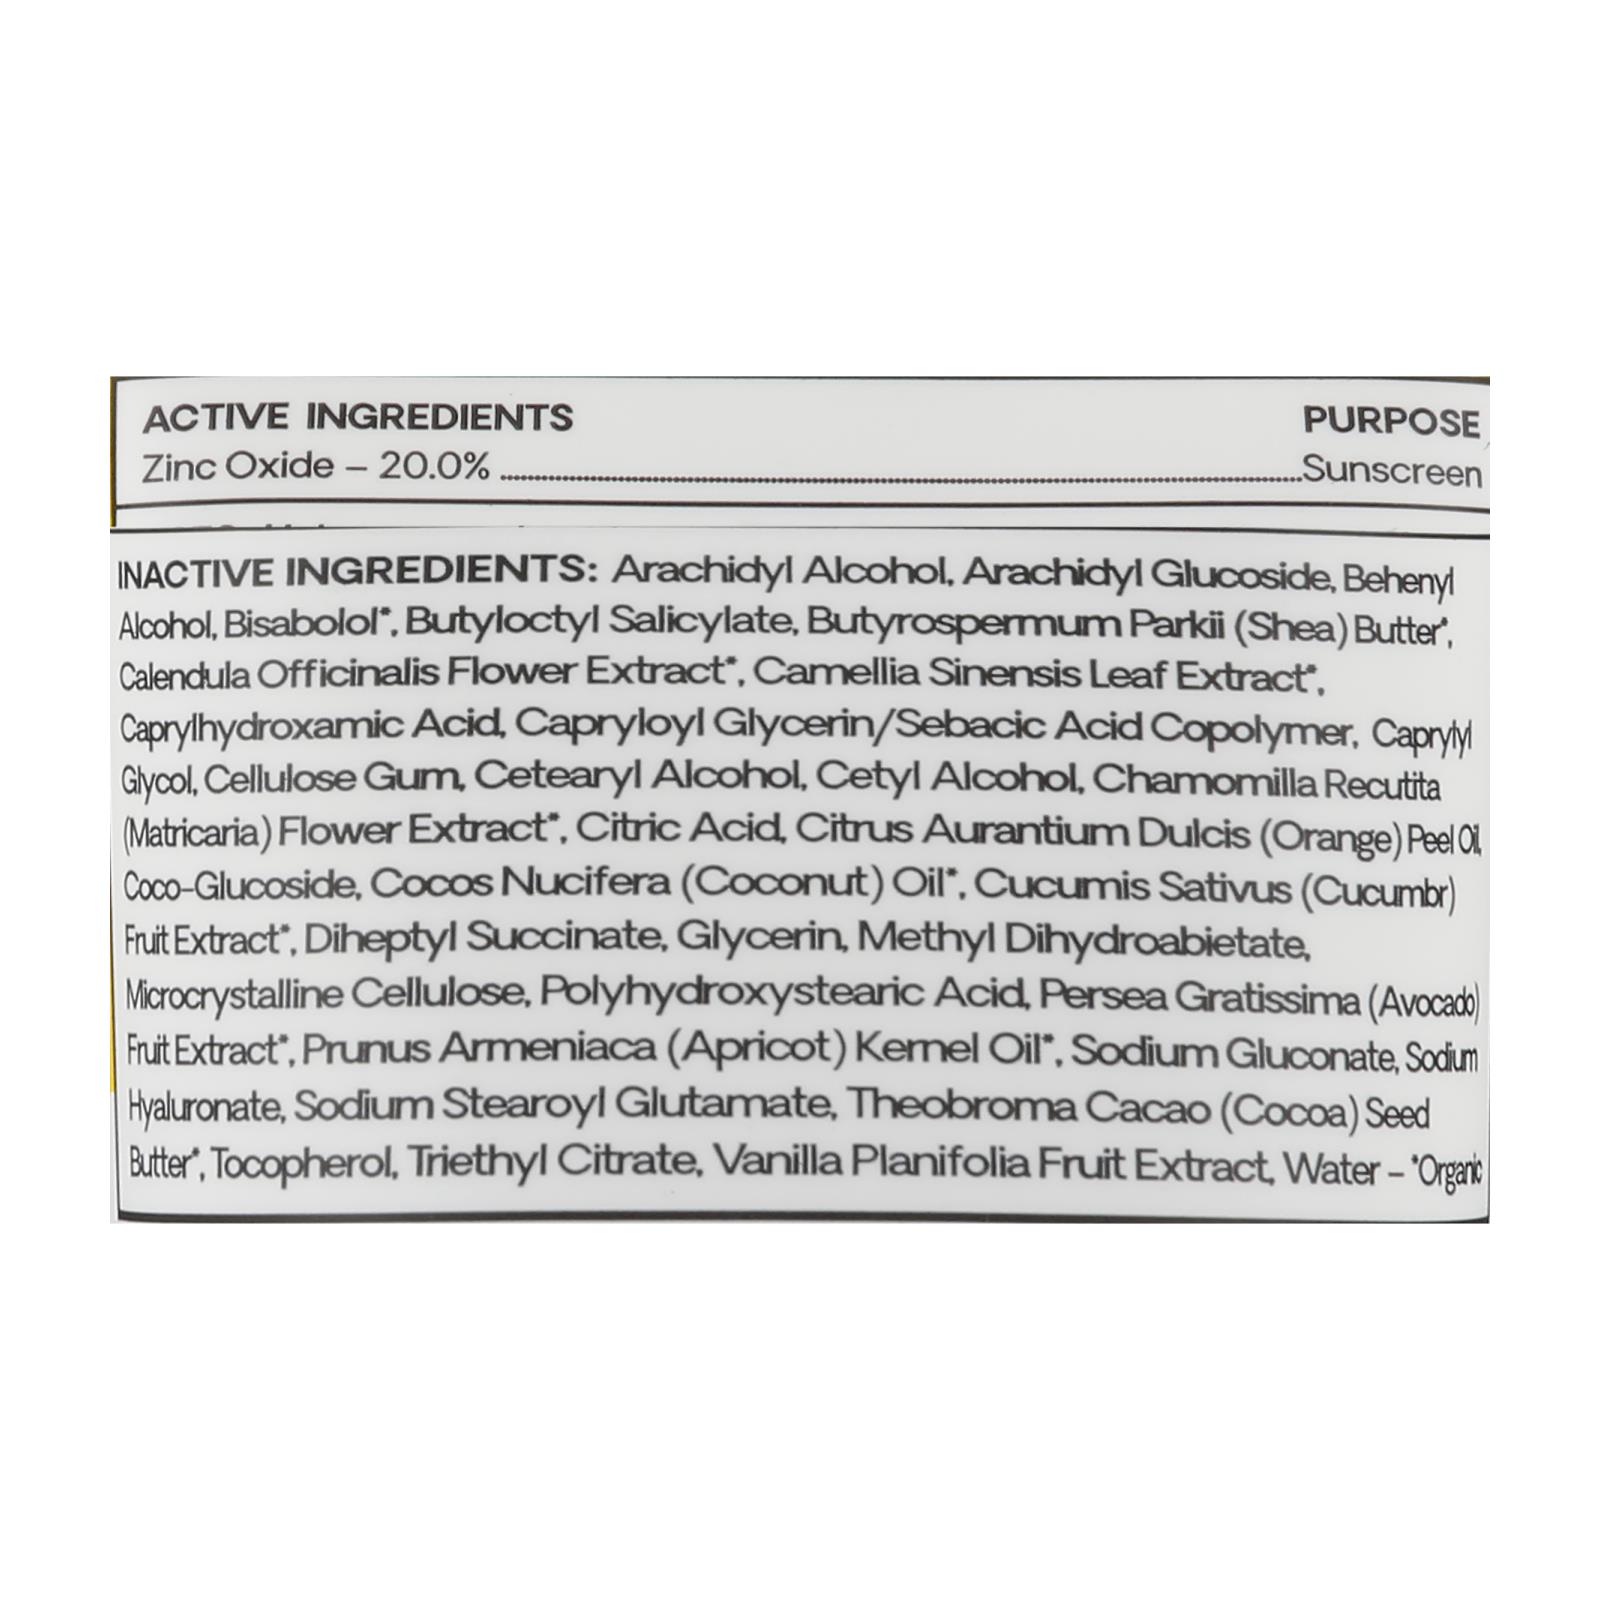 ACTIVE INGREDIENTS PURPOSE
Zinc Oxide – 20.0% ........ Sunscreen
INACTIVE INGREDIENTS: Arachidyl Alcohol, Arachidyl Glucoside, Behenyl
Alcohol, Bisabolol*, Butyloctyl Salicylate, Butyrospermum Parkii (Shea) Butter*,
Calendula Officinalis Flower Extract*, Camellia Sinensis Leaf Extract*,
Caprylhydroxamic Acid, Capryloyl Glycerin/Sebacic Acid Copolymer, Caprylyl
Glycol, Cellulose Gum, Cetearyl Alcohol, Cetyl Alcohol, Chamomilla Recutita
(Matricaria) Flower Extract*, Citric Acid, Citrus Aurantium Dulcis (Orange) Peel Oil,
Coco-Glucoside, Cocos Nucifera (Coconut) Oil*, Cucumis Sativus (Cucumbr)
Fruit Extract*, Diheptyl Succinate, Glycerin, Methyl Dihydroabietate,
Microcrystalline Cellulose, Polyhydroxystearic Acid, Persea Gratissima (Avocado)
Fruit Extract*, Prunus Armeniaca (Apricot) Kernel Oil*, Sodium Gluconate, Sodium
Hyaluronate, Sodium Stearoyl Glutamate, Theobroma Cacao (Cocoa) Seed
Butter*, Tocopherol, Triethyl Citrate, Vanilla Planifolia Fruit Extract, Water – *Organic